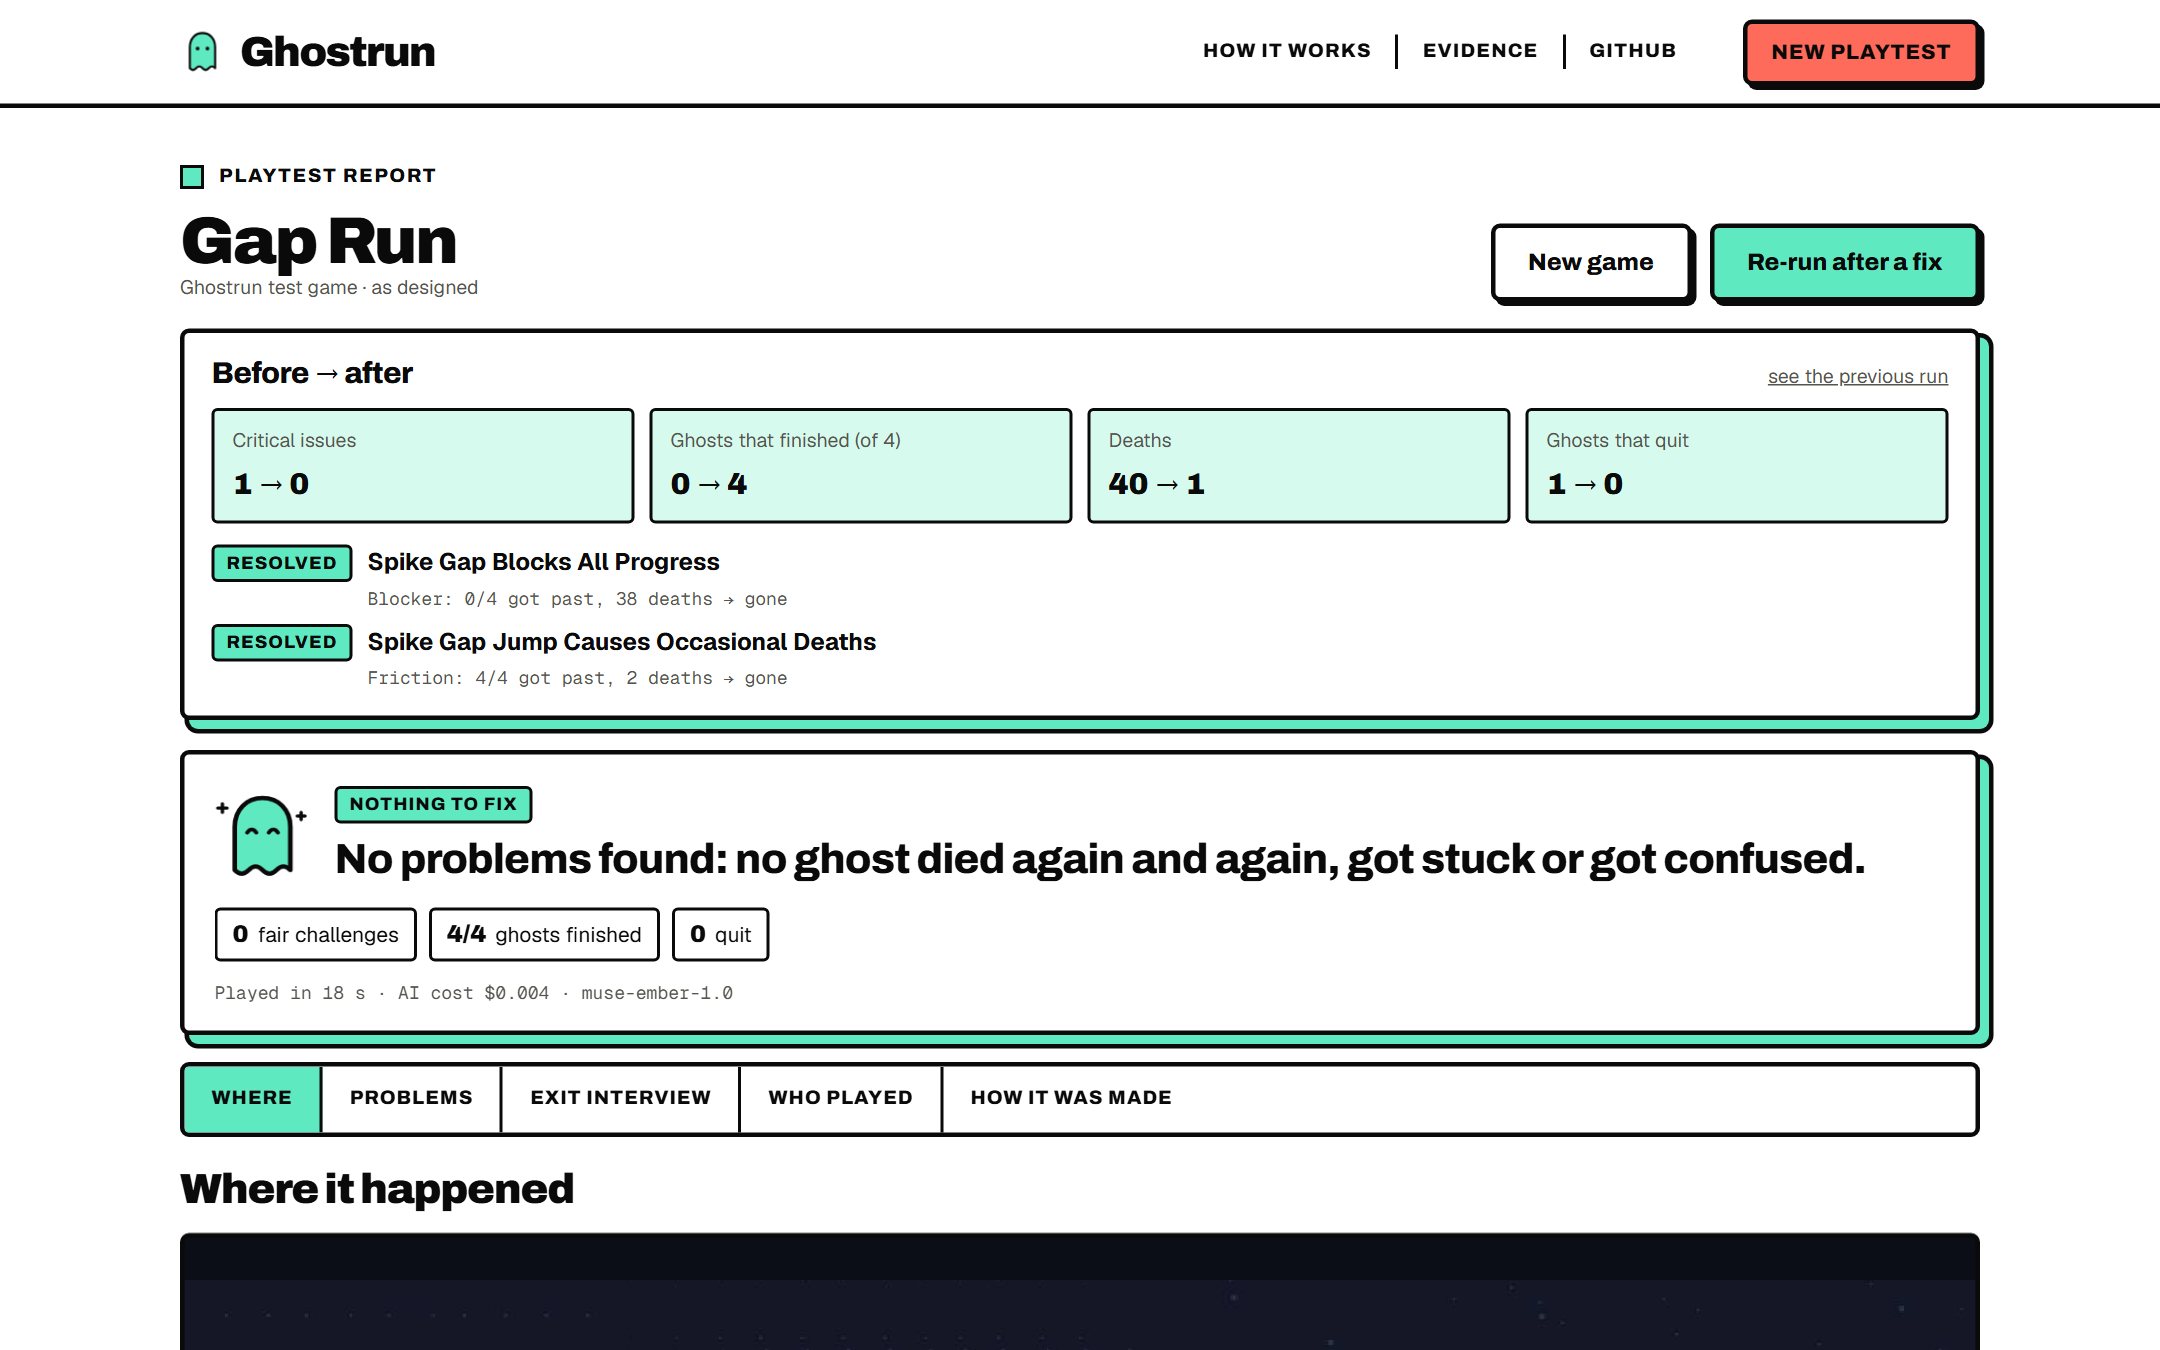 Ghostrun
HOW IT WORKS
EVIDENCE
GITHUB
NEW PLAYTEST
PLAYTEST REPORT
Gap Run
Ghostrun test game · as designed
New game
Re-run after a fix
Before → after
see the previous run
Critical issues
1 → 0
Ghosts that finished (of 4)
0 → 4
Deaths
40 → 1
Ghosts that quit
1 → 0
RESOLVED
Spike Gap Blocks All Progress
Blocker: 0/4 got past, 38 deaths → gone
RESOLVED
Spike Gap Jump Causes Occasional Deaths
Friction: 4/4 got past, 2 deaths → gone
NOTHING TO FIX
No problems found: no ghost died again and again, got stuck or got confused.
0 fair challenges
4/4 ghosts finished
0 quit
Played in 18 s · AI cost $0.004 · muse-ember-1.0
WHERE
PROBLEMS
EXIT INTERVIEW
WHO PLAYED
HOW IT WAS MADE
Where it happened